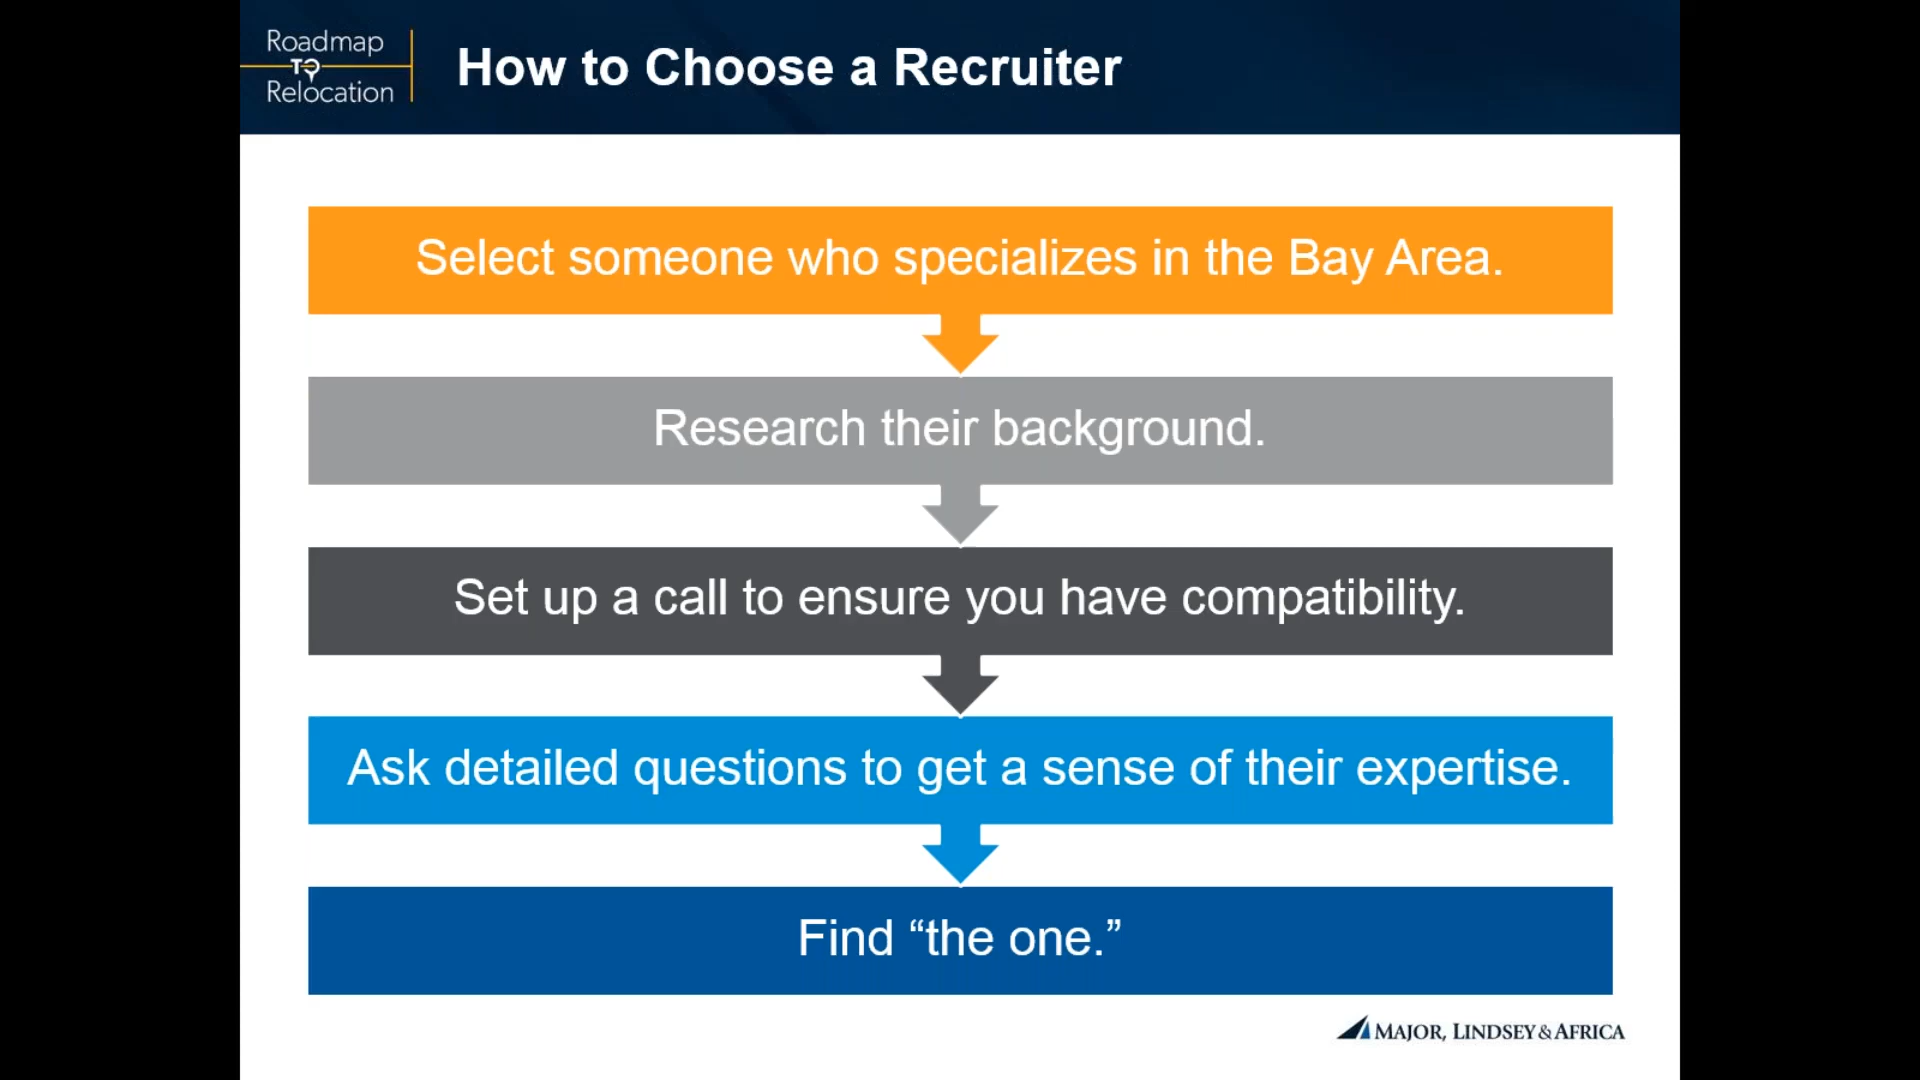 Roadmap
TO
Relocation
How to Choose a Recruiter
Select someone who specializes in the Bay Area.
Research their background.
Set up a call to ensure you have compatibility.
Ask detailed questions to get a sense of their expertise.
Find “the one.”
MAJOR, LINDSEY & AFRICA